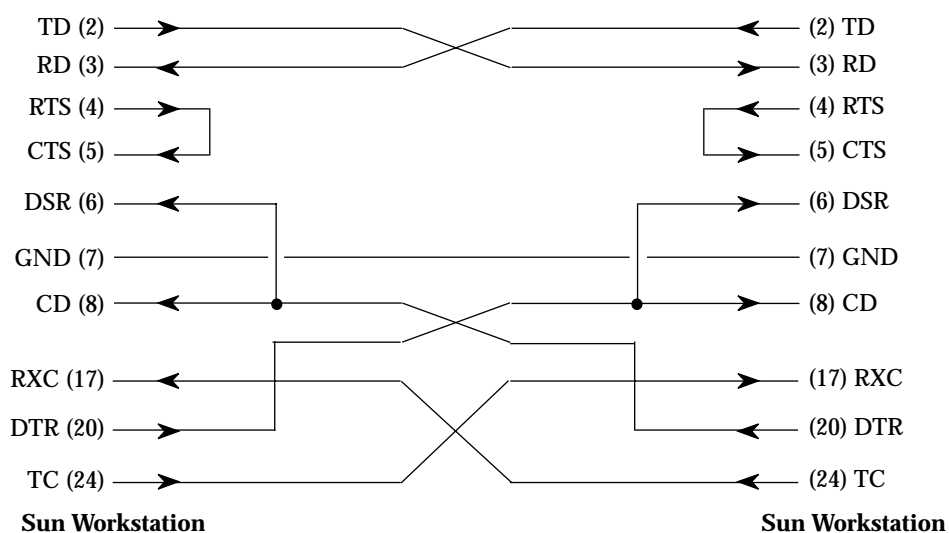 TD (2) (2) TD
RD (3) (3) RD
RTS (4) (4) RTS
CTS (5) (5) CTS
DSR (6) (6) DSR
GND (7) (7) GND
CD (8) (8) CD
RXC (17) (17) RXC
DTR (20) (20) DTR
TC (24) (24) TC
Sun Workstation Sun Workstation